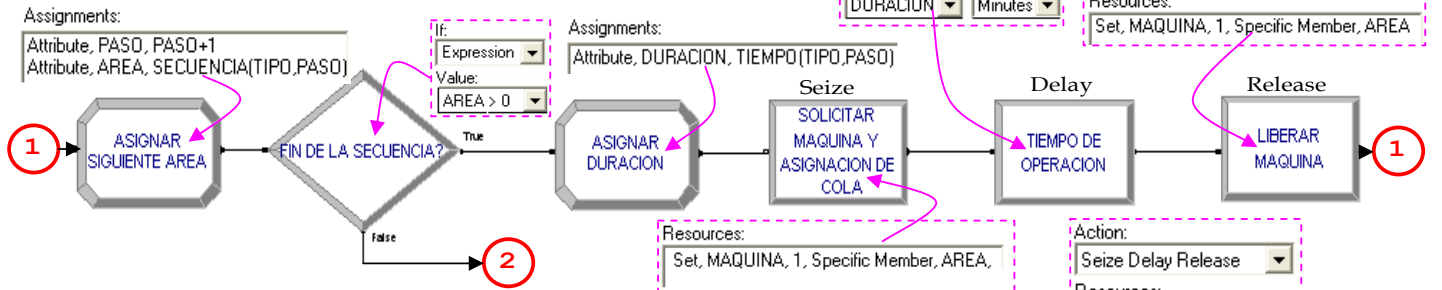 DURACION
Minutes
Resources:
Set, MAQUINA, 1, Specific Member, AREA
Assignments:
Attribute, PASO, PASO+1
Attribute, AREA, SECUENCIA(TIPO,PASO)
If:
Expression
Value:
AREA > 0
Assignments:
Attribute, DURACION, TIEMPO(TIPO,PASO)
Seize
Delay
Release
1
ASIGNAR
SIGUIENTE AREA
FIN DE LA SECUENCIA?
True
False
2
ASIGNAR
DURACION
SOLICITAR
MAQUINA Y
ASIGNACION DE
COLA
TIEMPO DE
OPERACION
LIBERAR
MAQUINA
1
Resources:
Set, MAQUINA, 1, Specific Member, AREA,
Action:
Seize Delay Release
Resources: